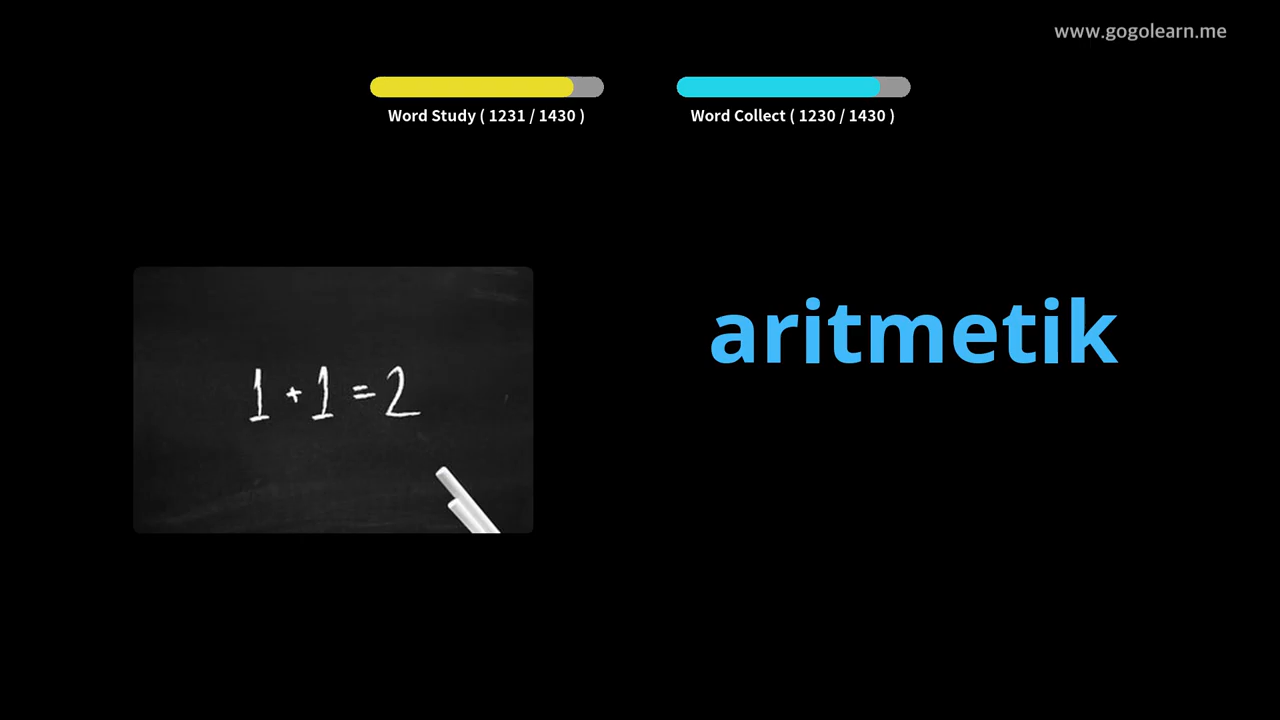 www.gogolearn.me
Word Study ( 1231 / 1430 )
Word Collect ( 1230 / 1430 )
aritmetik
1 + 1 = 2